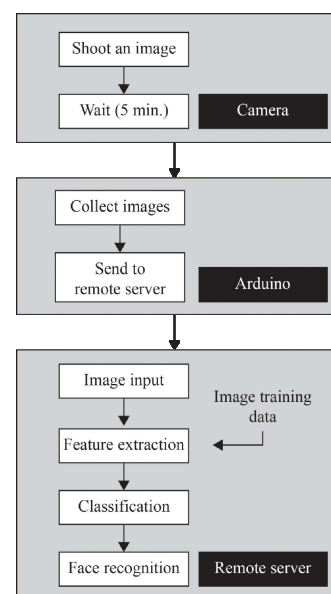 Shoot an image
Wait (5 min.)
Camera
Collect images
Send to
remote server
Arduino
Image input
Image training
data
Feature extraction
Classification
Face recognition
Remote server